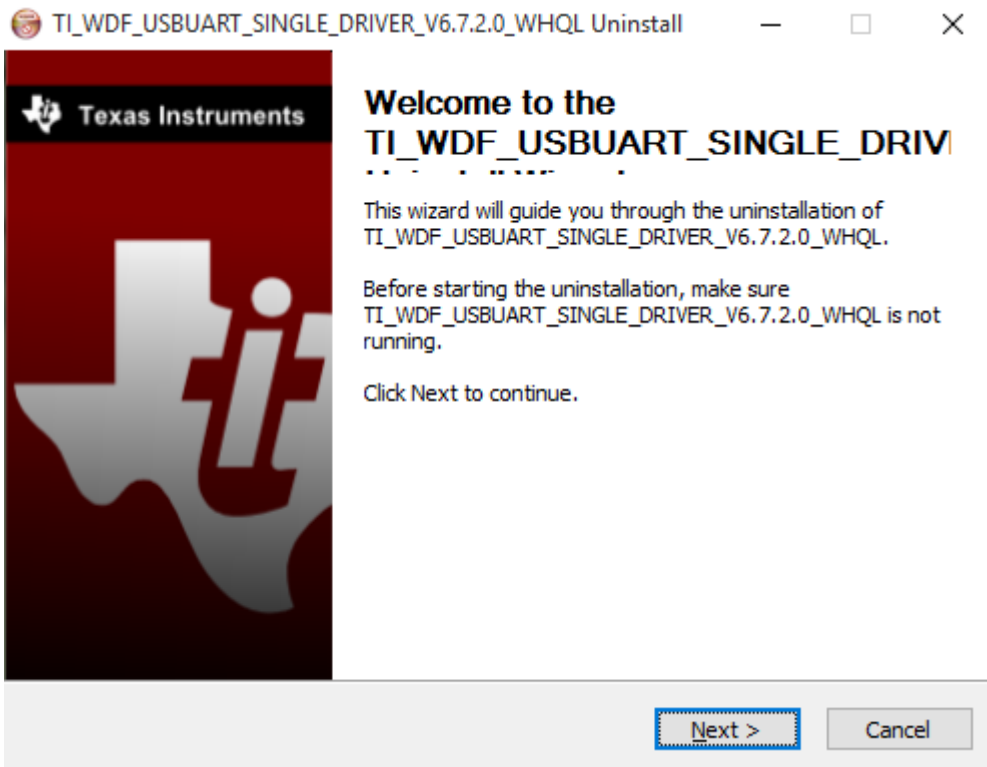 TI_WDF_USBUART_SINGLE_DRIVER_V6.7.2.0_WHQL Uninstall
Texas Instruments
Welcome to the
TI_WDF_USBUART_SINGLE_DRIV
This wizard will guide you through the uninstallation of
TI_WDF_USBUART_SINGLE_DRIVER_V6.7.2.0_WHQL.
Before starting the uninstallation, make sure
TI_WDF_USBUART_SINGLE_DRIVER_V6.7.2.0_WHQL is not
running.
Click Next to continue.
Next >
Cancel